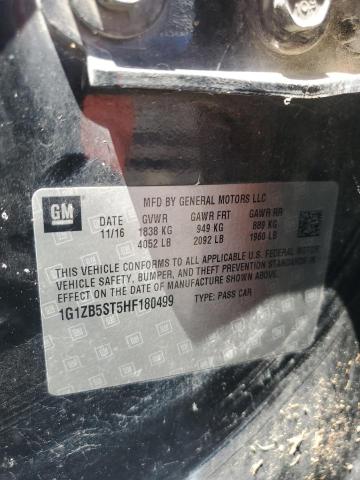 GM
MFD BY GENERAL MOTORS LLC
DATE GVWR GAWR FRT GAWR RR
11/16 1838 KG 949 KG 889 KG
4052 LB 2092 LB 1960 LB
THIS VEHICLE CONFORMS TO ALL APPLICABLE U.S. FEDERAL MOTOR
VEHICLE SAFETY, BUMPER, AND THEFT PREVENTION STANDARDS IN
EFFECT ON THE DATE OF MANUFACTURE SHOWN ABOVE.
1G1ZB5ST5HF180499 TYPE: PASS CAR